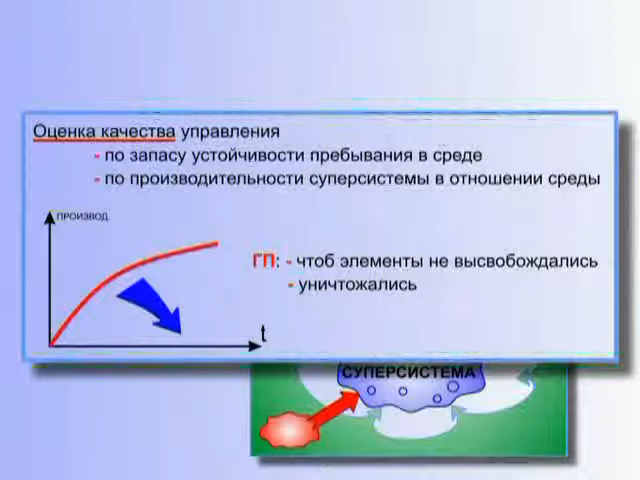 Оценка качества управления
- по запасу устойчивости пребывания в среде
- по производительности суперсистемы в отношении среды
ПРОИЗВОД.
ГП: - чтоб элементы не высвобождались
- уничтожались
t
СУПЕРСИСТЕМА